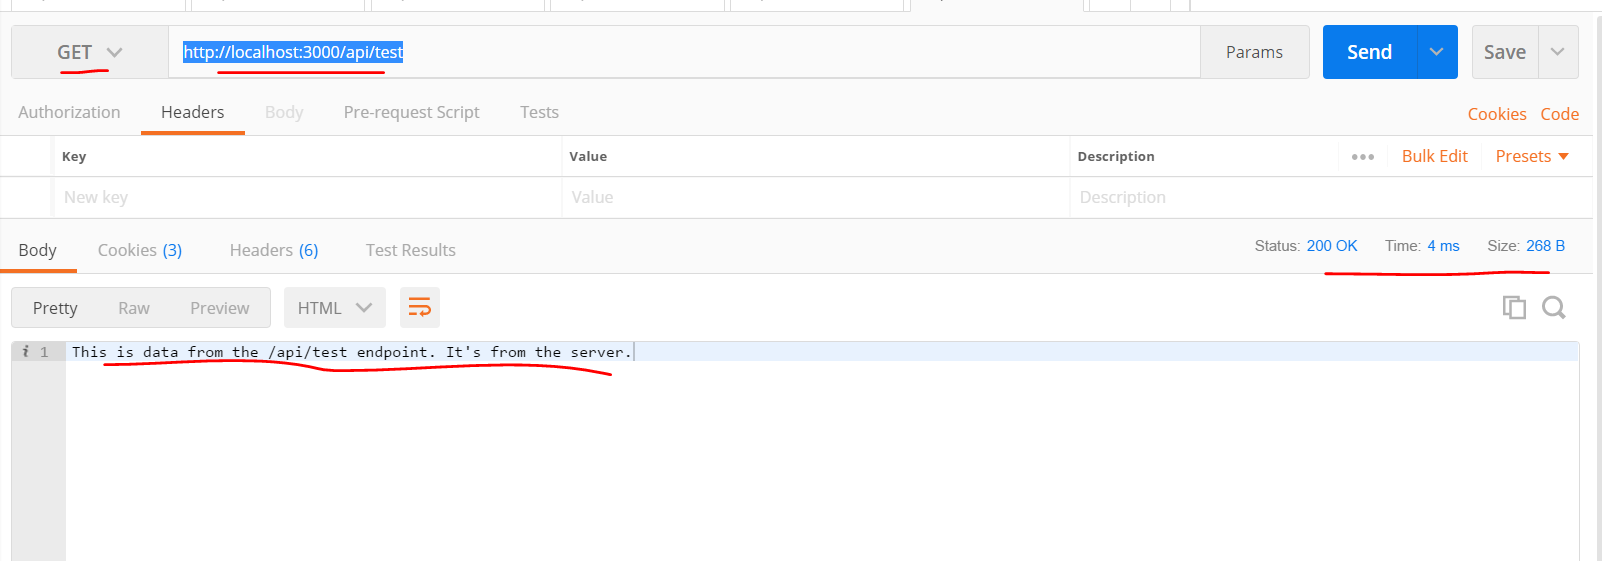 GET http://localhost:3000/api/test Params Send Save
Authorization Headers Body Pre-request Script Tests Cookies Code
Key Value Description ••• Bulk Edit Presets
New key Value Description
Body Cookies (3) Headers (6) Test Results Status: 200 OK Time: 4 ms Size: 268 B
Pretty Raw Preview HTML
i 1 This is data from the /api/test endpoint. It's from the server.